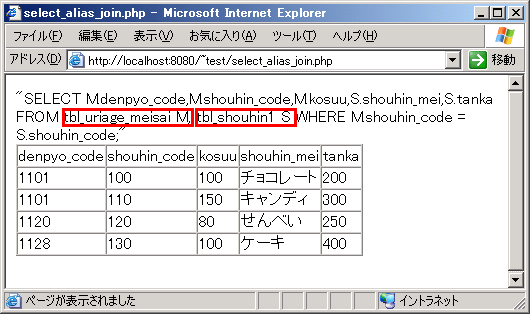 select_alias_join.php - Microsoft Internet Explorer
ファイル(F) 編集(E) 表示(V) お気に入り(A) ツール(T) ヘルプ(H)
アドレス(D) http://localhost:8080/~test/select_alias_join.php 移動
"SELECT M.denpyo_code,M.shouhin_code,M.kosuu,S.shouhin_mei,S.tanka
FROM tbl_uriage_meisai M, tbl_shouhin1 S WHERE M.shouhin_code =
S.shouhin_code;"
denpyo_code shouhin_code kosuu shouhin_mei tanka
1101 100 100 チョコレート 200
1101 110 150 キャンディ 300
1120 120 80 せんべい 250
1128 130 100 ケーキ 400
ページが表示されました イントラネット